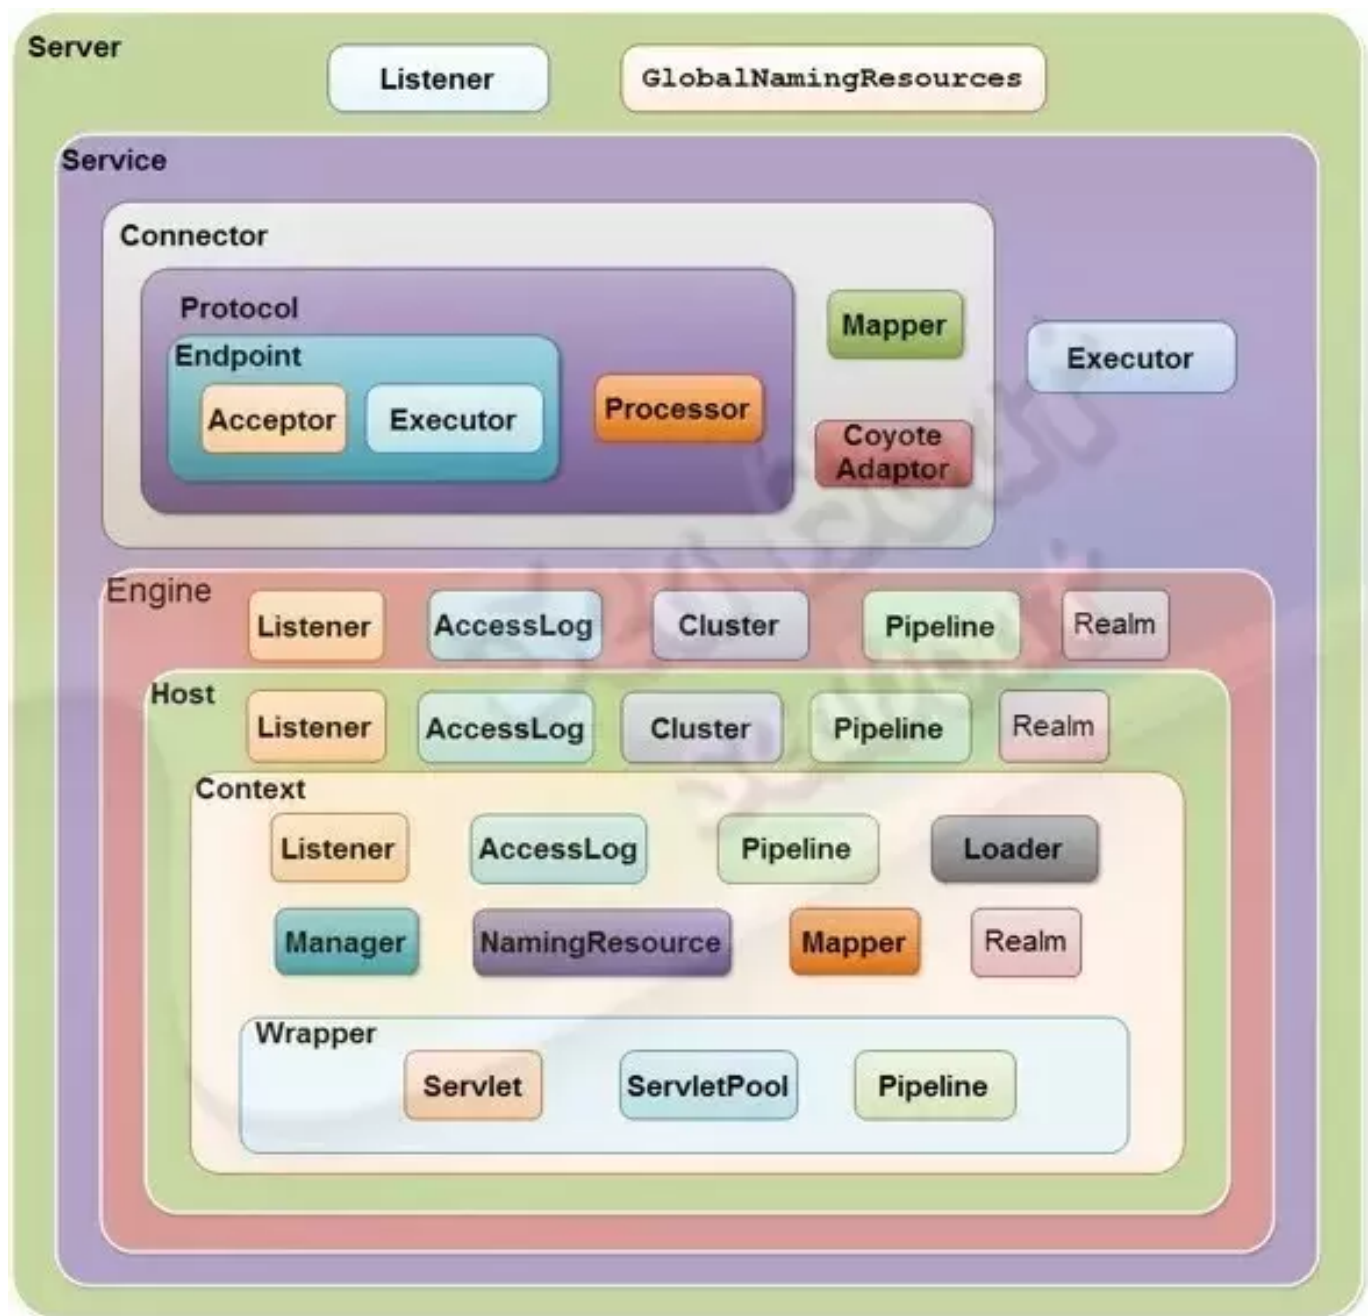 Server
Listener
GlobalNamingResources
Service
Connector
Protocol
Mapper
Endpoint
Executor
Acceptor
Executor
Processor
Coyote
Adaptor
Engine
Listener
AccessLog
Cluster
Pipeline
Realm
Host
Listener
AccessLog
Cluster
Pipeline
Realm
Context
Listener
AccessLog
Pipeline
Loader
Manager
NamingResource
Mapper
Realm
Wrapper
Servlet
ServletPool
Pipeline